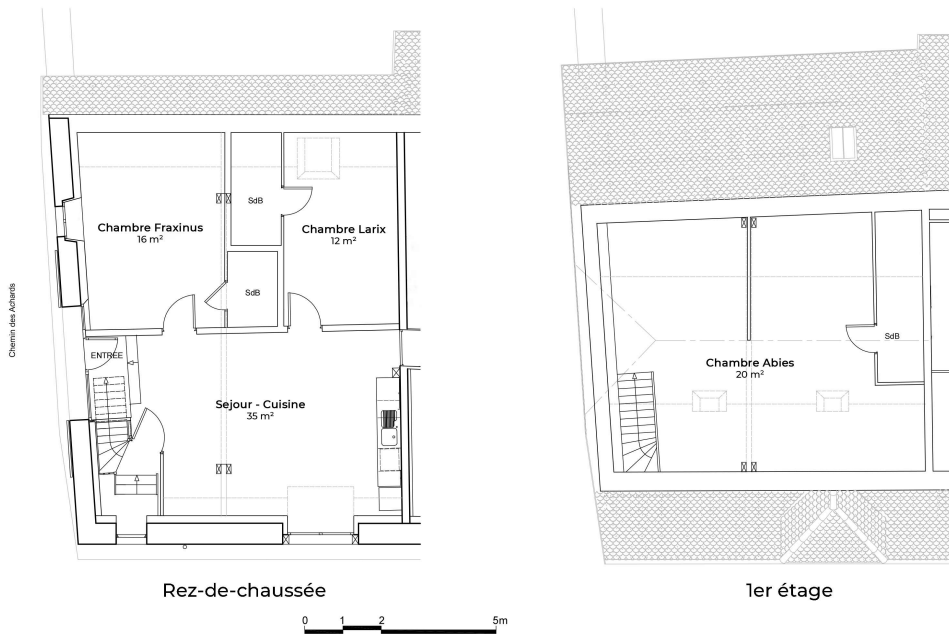 Chemin des Achards
Chambre Fraxinus
16 m²
SdB
Chambre Larix
12 m²
SdB
ENTREE
Sejour - Cuisine
35 m²
Rez-de-chaussée
SdB
Chambre Abies
20 m²
1er étage
0 1 2 5m